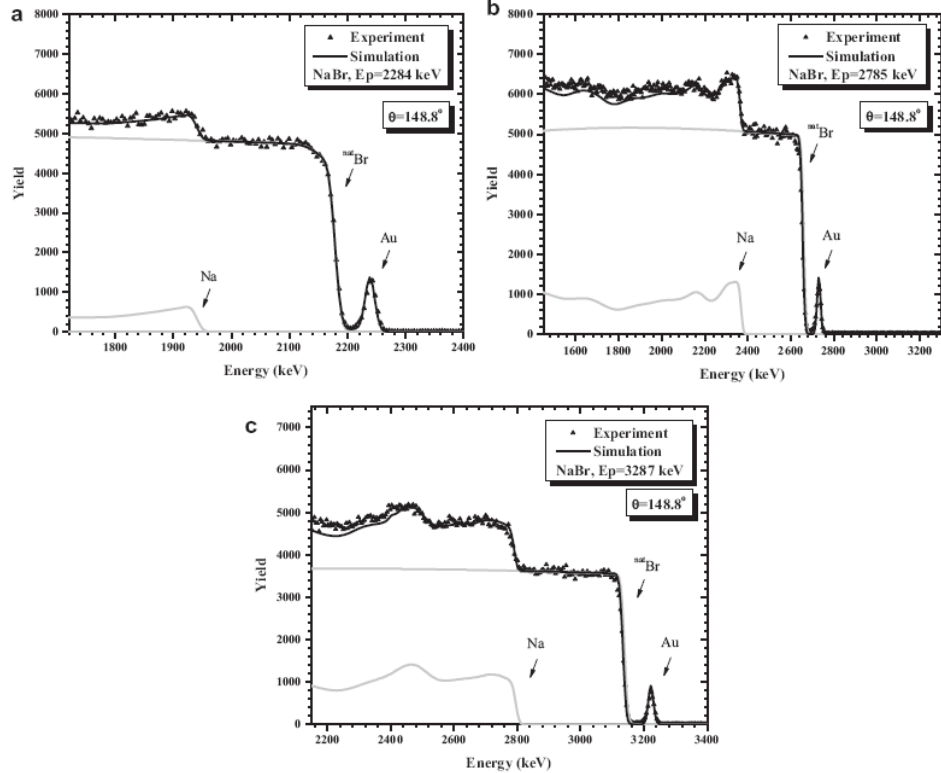 a
8000
7000
6000
5000
4000
3000
2000
1000
0
Yield
Experiment
Simulation
NaBr, Ep=2284 keV
θ=148.8°
natBr
Au
Na
1800 1900 2000 2100 2200 2300 2400
Energy (keV)
b
8000
7000
6000
5000
4000
3000
2000
1000
0
Yield
Experiment
Simulation
NaBr, Ep=2785 keV
θ=148.8°
natBr
Na
Au
1600 1800 2000 2200 2400 2600 2800 3000 3200
Energy (keV)
c
7000
6000
5000
4000
3000
2000
1000
0
Yield
Experiment
Simulation
NaBr, Ep=3287 keV
θ=148.8°
natBr
Na
Au
2200 2400 2600 2800 3000 3200 3400
Energy (keV)